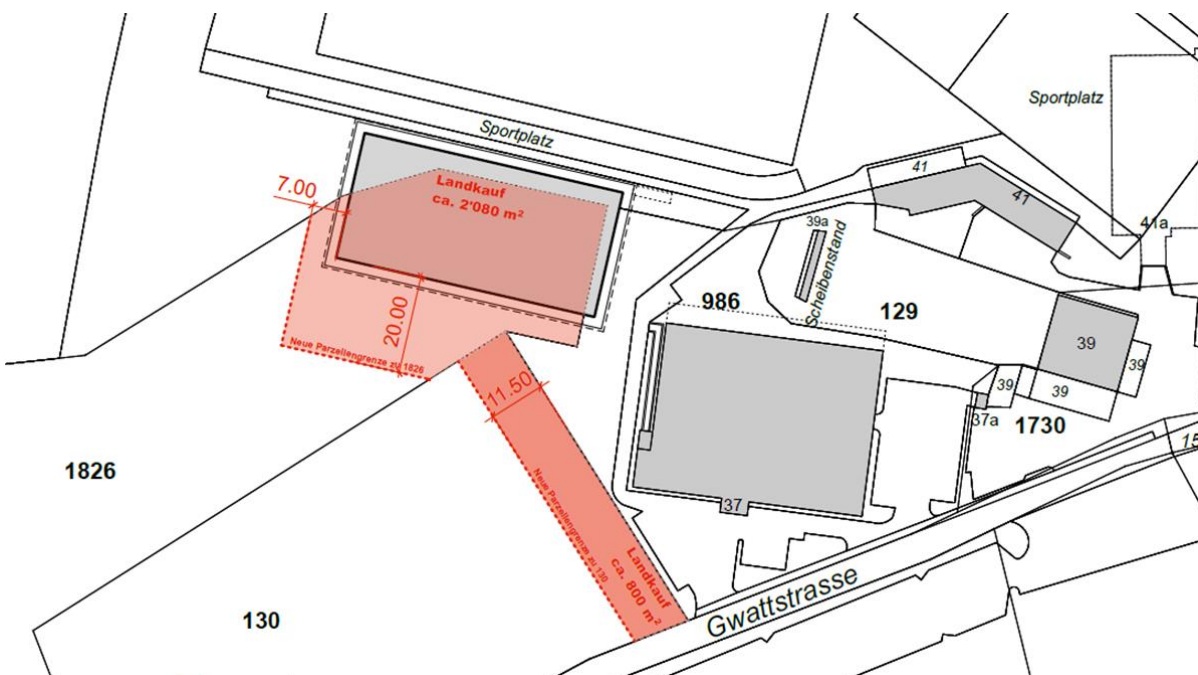 Sportplatz
Sportplatz
7.00
Landkauf
ca. 2'080 m²
41
41
41a
39a
Scheibenstand
986
129
20.00
Neue Parzellengrenze zu 1826
39
39
39
39
11.50
37a
1730
15
1826
Neue Parzellengrenze zu 130
37
Landkauf
ca. 800 m²
130
Gwattstrasse